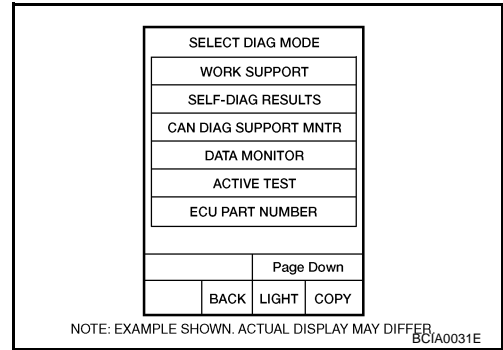 SELECT DIAG MODE
WORK SUPPORT
SELF-DIAG RESULTS
CAN DIAG SUPPORT MNTR
DATA MONITOR
ACTIVE TEST
ECU PART NUMBER
Page Down
BACK LIGHT COPY
NOTE: EXAMPLE SHOWN. ACTUAL DISPLAY MAY DIFFER.
BCIA0031E